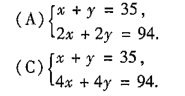 (A) { x + y = 35,
2x + 2y = 94.
(C) { x + y = 35,
4x + 4y = 94.